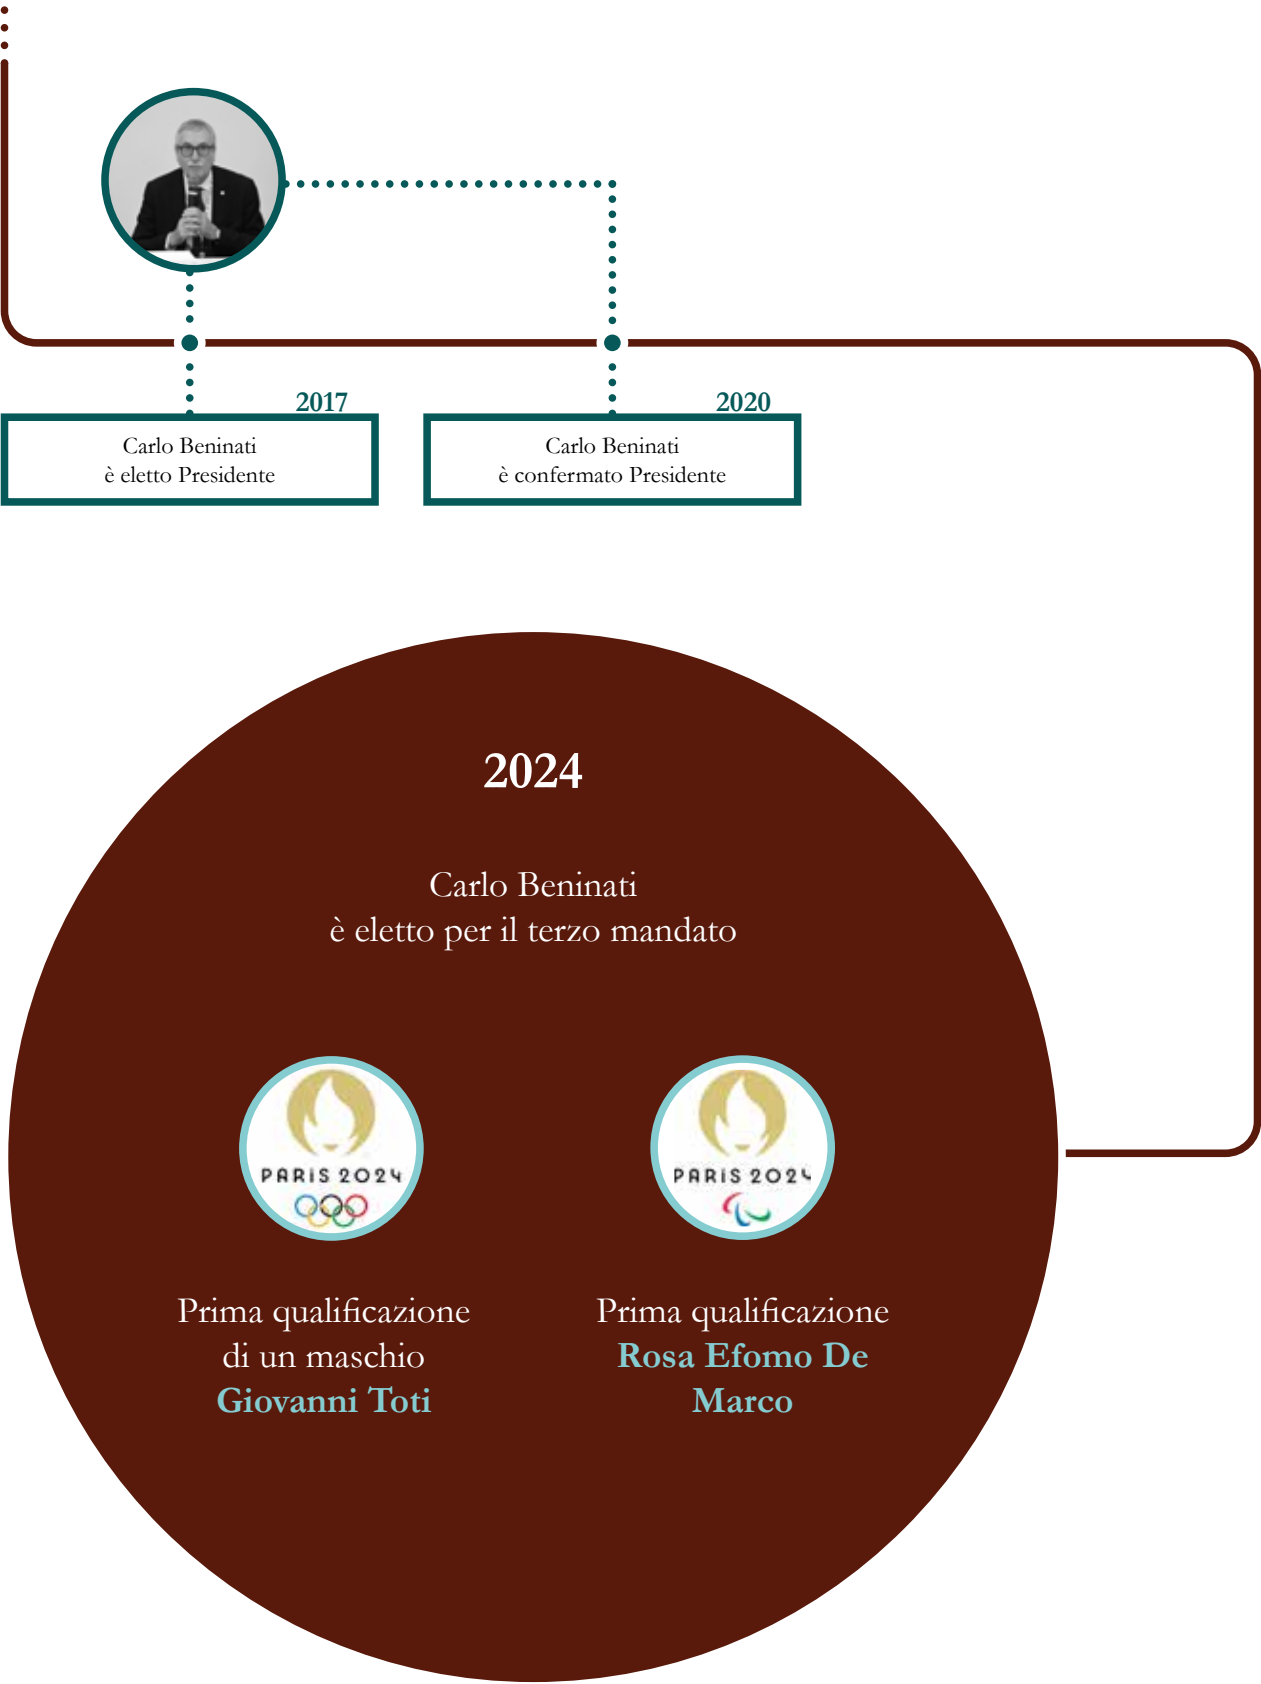 2017
Carlo Beninati
è eletto Presidente
2020
Carlo Beninati
è confermato Presidente
2024
Carlo Beninati
è eletto per il terzo mandato
PARIS 2024
PARIS 2024
Prima qualificazione
di un maschio
Giovanni Toti
Prima qualificazione
Rosa Efomo De
Marco